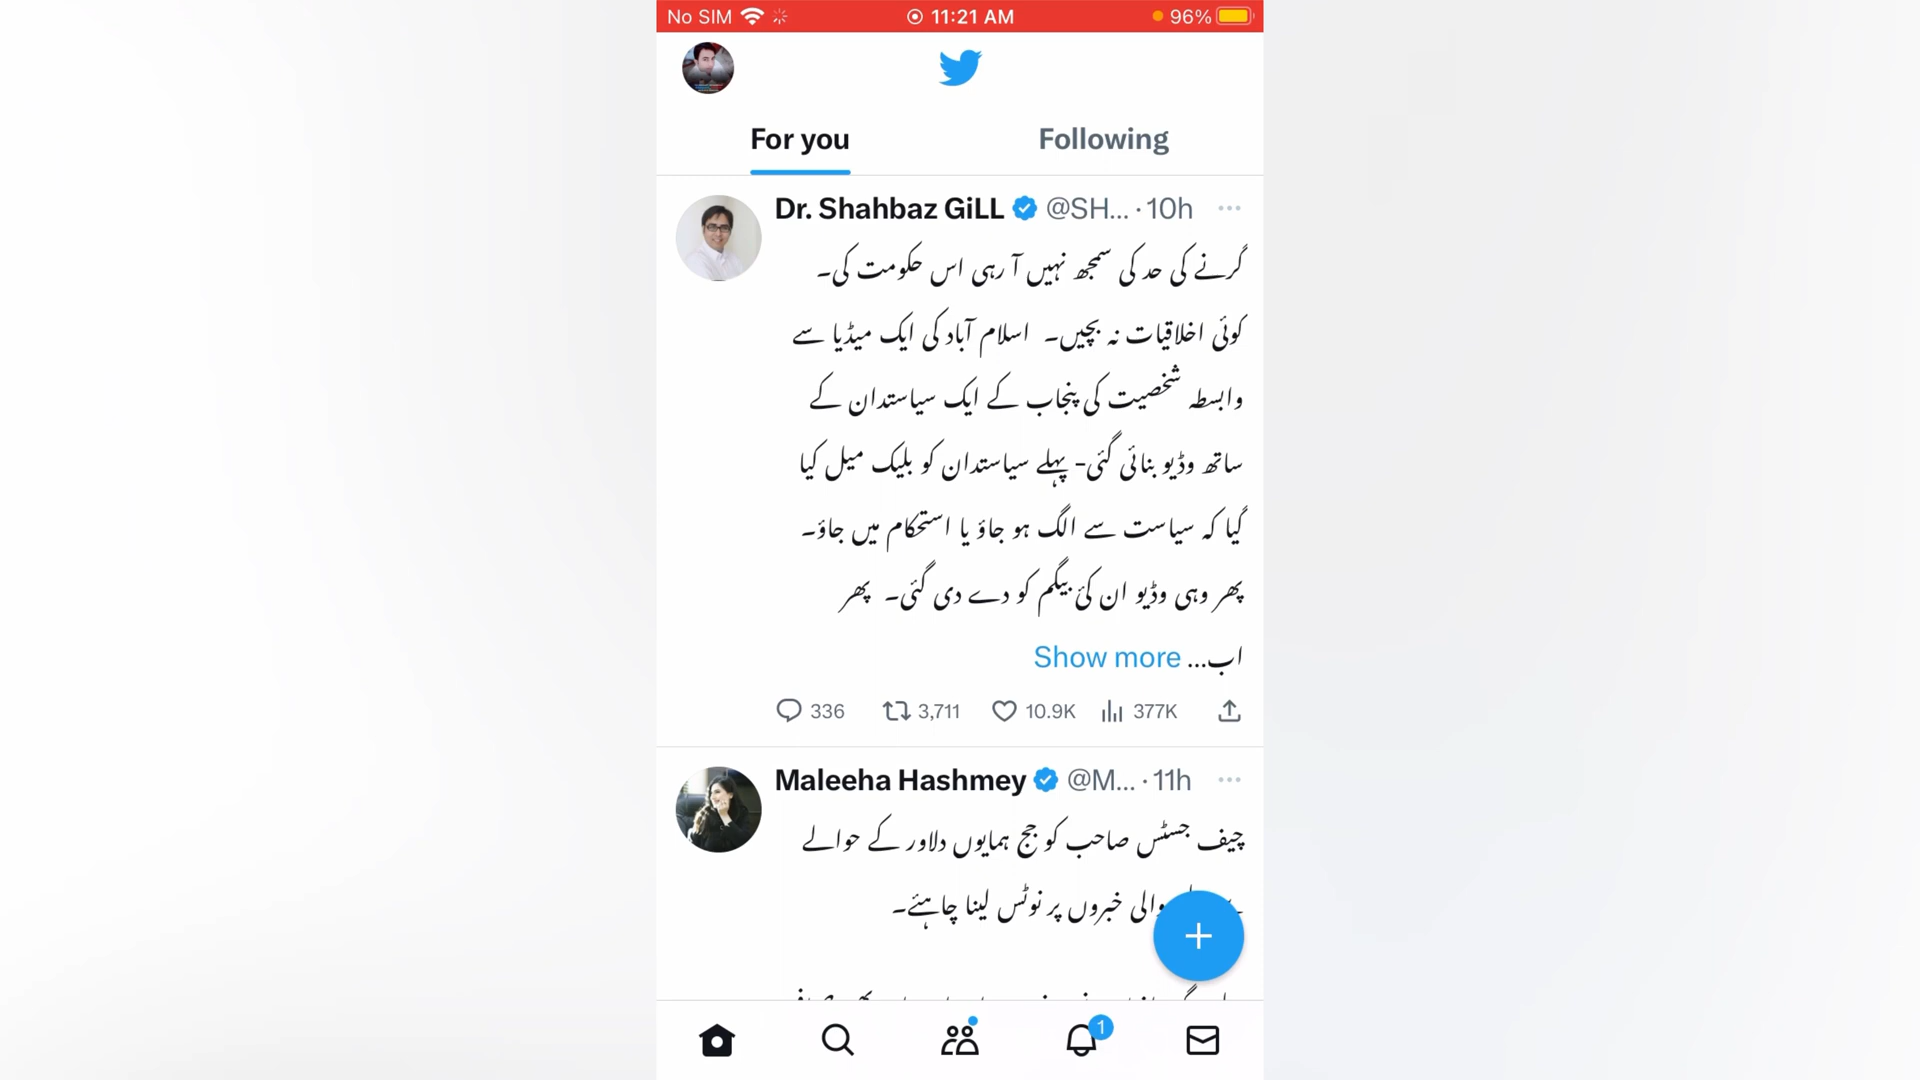 No SIM 11:21 AM 96%
For you Following
Dr. Shahbaz GiLL @SH... · 10h
گرنے کی حد کی سمجھ نہیں آ رہی اس حکومت کی۔
کوئی اخلاقیات نہ بچیں۔ اسلام آباد کی ایک میڈیا سے
وابسطہ شخصیت کی پنجاب کے ایک سیاستدان کے
ساتھ وڈیو بنائی گئی- پہلے سیاستدان کو بلیک میل کیا
گیا کہ سیاست سے الگ ہو جاؤ یا استحکام میں جاؤ۔
پھر وہی وڈیو ان کئ بیگم کو دے دی گئی۔ پھر
اب... Show more
336 3,711 10.9K 377K
Maleeha Hashmey @M... · 11h
چیف جسٹس صاحب کو جج ہمایوں دلاور کے حوالے
والی خبروں پر نوٹس لینا چاہئے۔
1